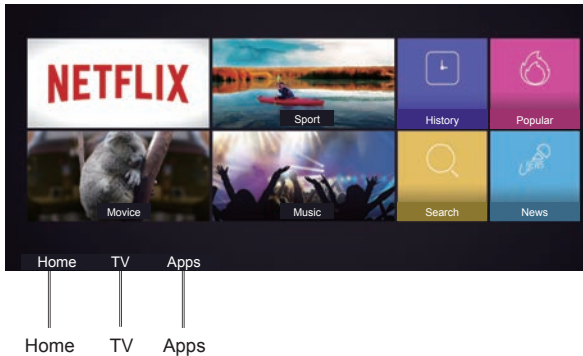 NETFLIX
Sport
History
Popular
Movice
Music
Search
News
Home TV Apps
Home TV Apps